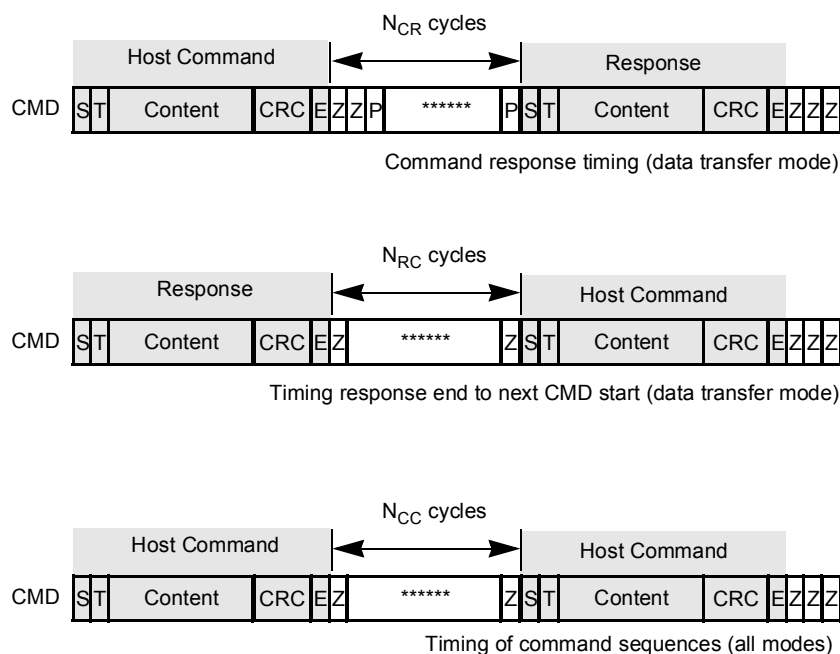 N_CR cycles
Host Command Response
CMD S T Content CRC E Z Z P ****** P S T Content CRC E Z Z Z
Command response timing (data transfer mode)
N_RC cycles
Response Host Command
CMD S T Content CRC E Z ****** Z S T Content CRC E Z Z Z
Timing response end to next CMD start (data transfer mode)
N_CC cycles
Host Command Host Command
CMD S T Content CRC E Z ****** Z S T Content CRC E Z Z Z
Timing of command sequences (all modes)